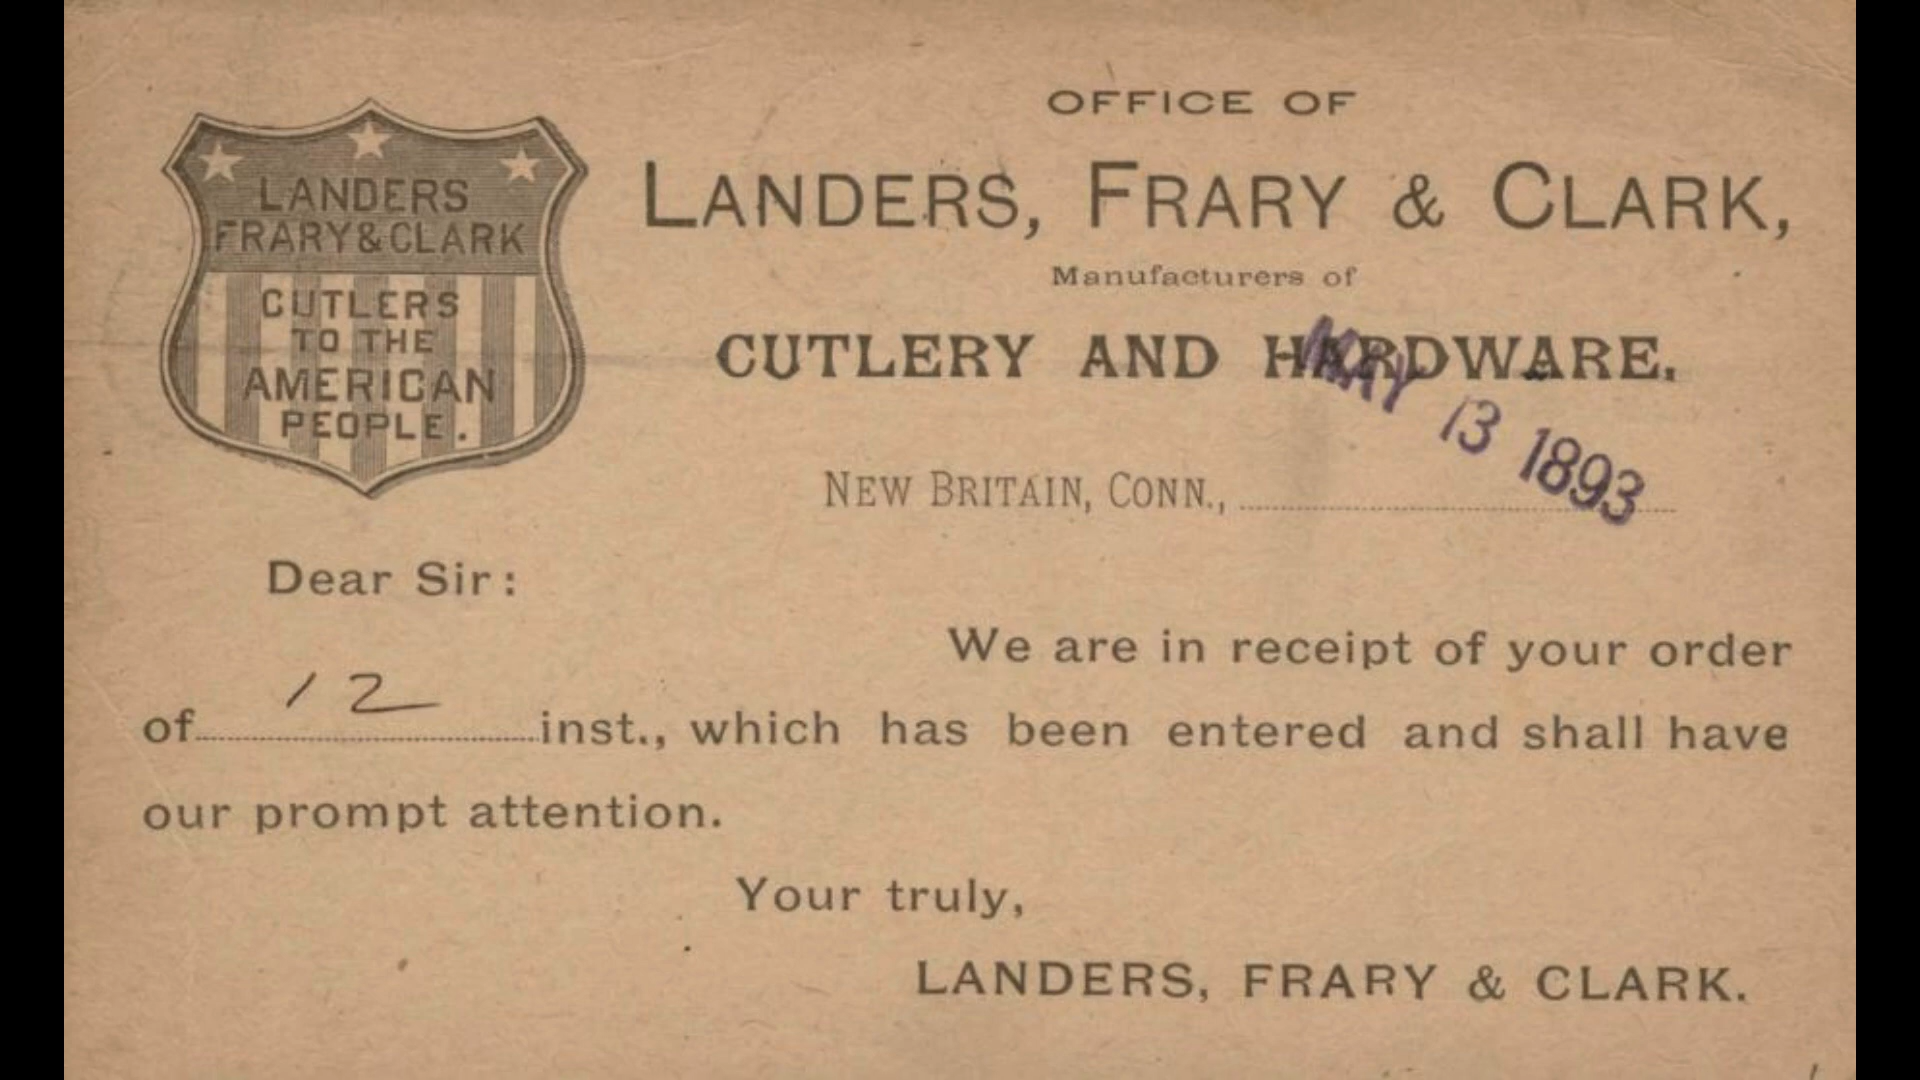 OFFICE OF
LANDERS, FRARY & CLARK,
Manufacturers of
CUTLERY AND HARDWARE.
LANDERS
FRARY & CLARK
CUTLERS
TO THE
AMERICAN
PEOPLE.
MAY 13 1893
NEW BRITAIN, CONN.,
Dear Sir:
We are in receipt of your order
of 12 inst., which has been entered and shall have
our prompt attention.
Your truly,
LANDERS, FRARY & CLARK.